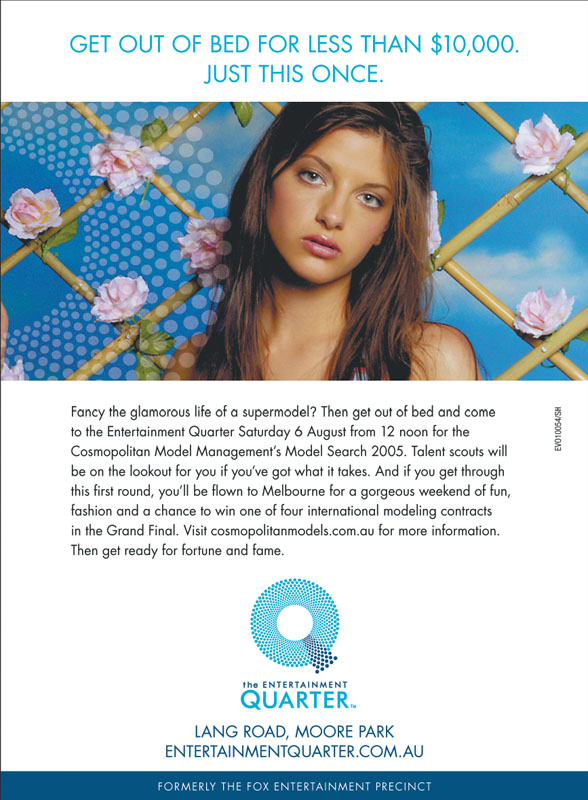 GET OUT OF BED FOR LESS THAN $10,000.
JUST THIS ONCE.
Fancy the glamorous life of a supermodel? Then get out of bed and come
to the Entertainment Quarter Saturday 6 August from 12 noon for the
Cosmopolitan Model Management's Model Search 2005. Talent scouts will
be on the lookout for you if you've got what it takes. And if you get through
this first round, you'll be flown to Melbourne for a gorgeous weekend of fun,
fashion and a chance to win one of four international modeling contracts
in the Grand Final. Visit cosmopolitanmodels.com.au for more information.
Then get ready for fortune and fame.
EVO10054/SH
the ENTERTAINMENT
QUARTER™
LANG ROAD, MOORE PARK
ENTERTAINMENTQUARTER.COM.AU
FORMERLY THE FOX ENTERTAINMENT PRECINCT